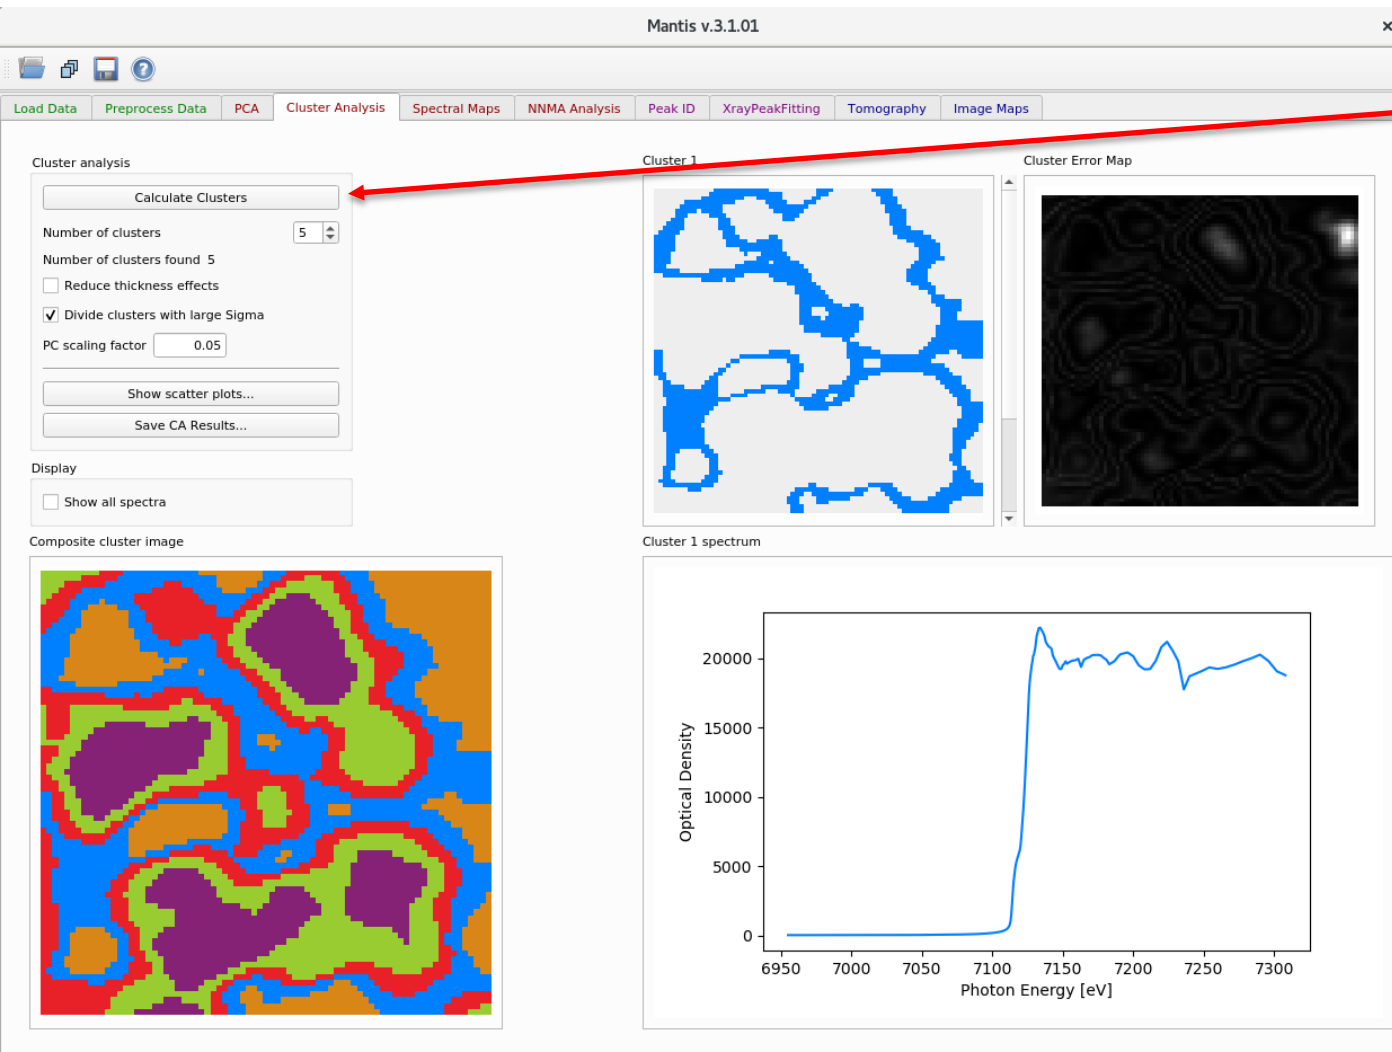 Mantis v.3.1.01
Load Data
Preprocess Data
PCA
Cluster Analysis
Spectral Maps
NNMA Analysis
Peak ID
XrayPeakFitting
Tomography
Image Maps
Cluster analysis
Calculate Clusters
Number of clusters 5
Number of clusters found 5
Reduce thickness effects
Divide clusters with large Sigma
PC scaling factor 0.05
Show scatter plots...
Save CA Results...
Display
Show all spectra
Composite cluster image
Cluster 1
Cluster Error Map
Cluster 1 spectrum
Optical Density
20000
15000
10000
5000
0
6950 7000 7050 7100 7150 7200 7250 7300
Photon Energy [eV]